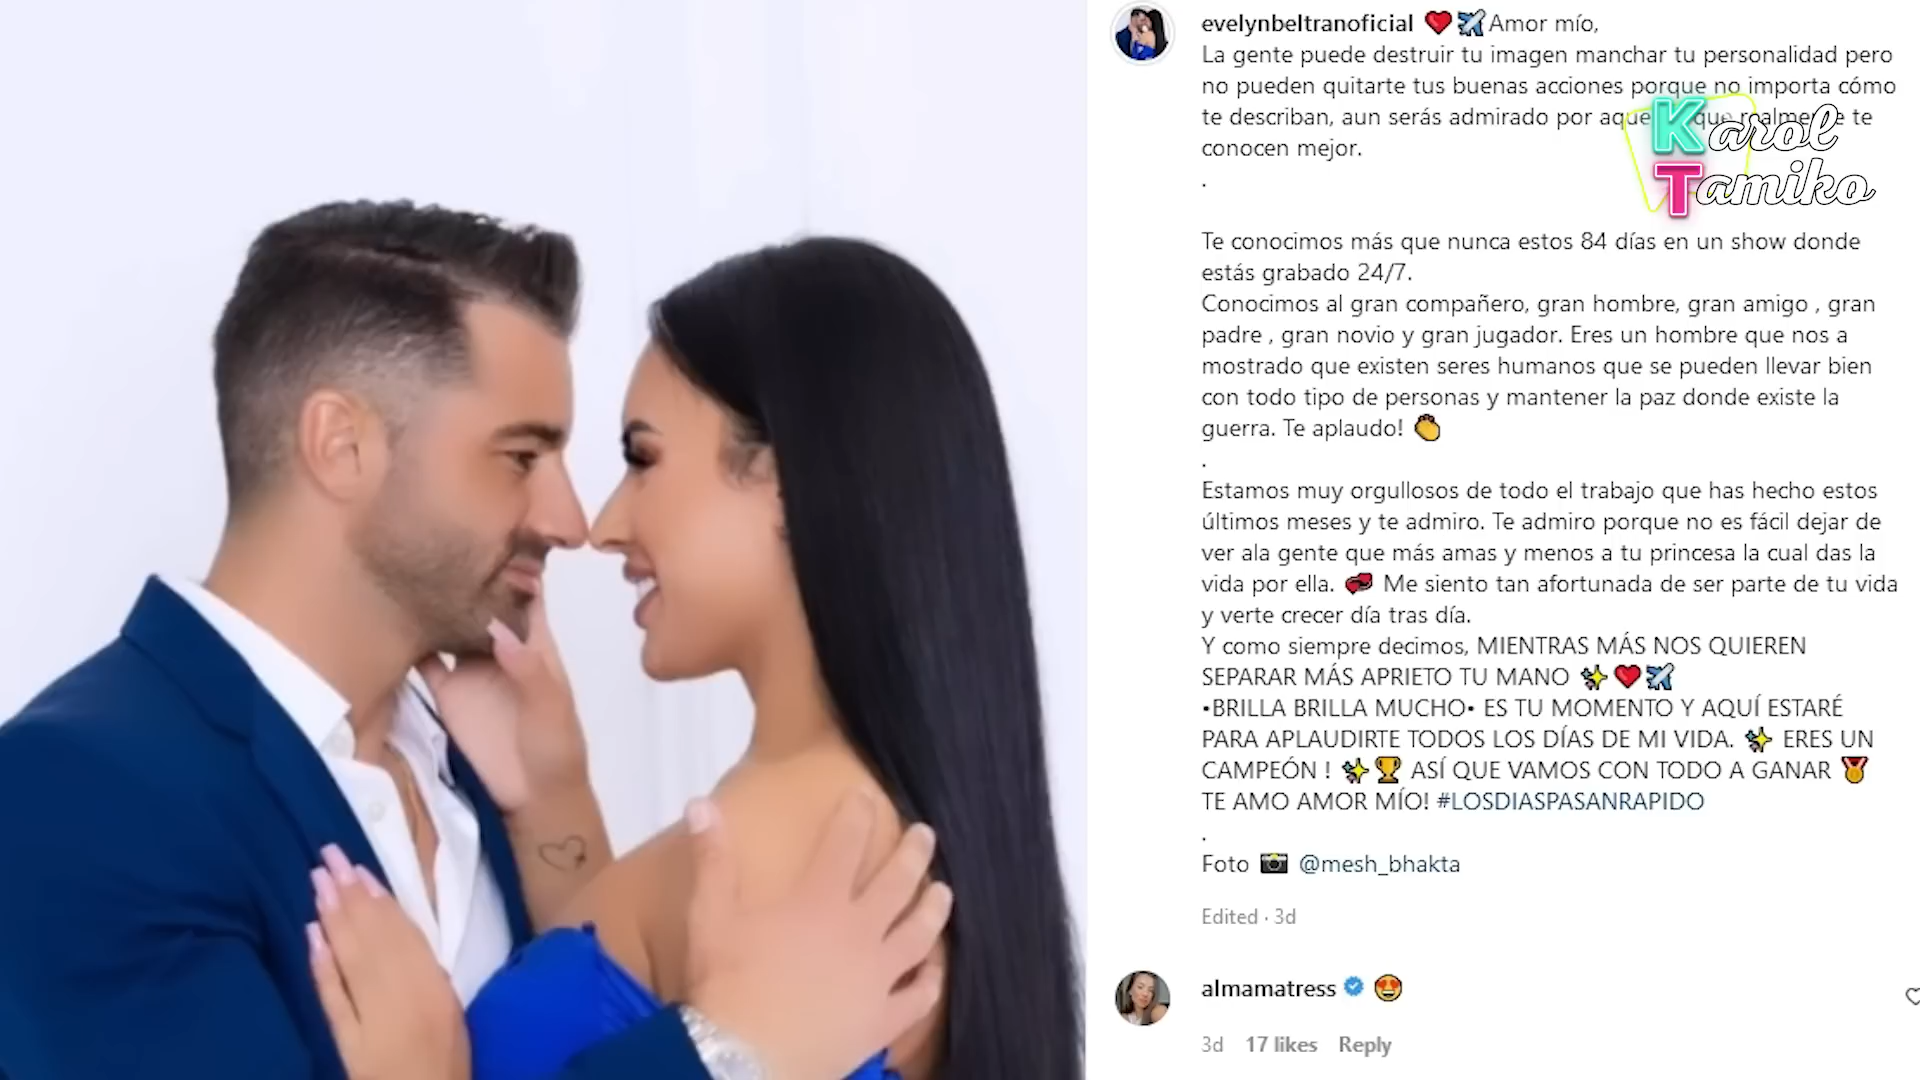 evelynbeltranoficial ❤️✈️Amor mío,
La gente puede destruir tu imagen manchar tu personalidad pero
no pueden quitarte tus buenas acciones porque no importa cómo
te describan, aun serás admirado por aque que realmente te
conocen mejor.
.
Karol
Tamiko
Te conocimos más que nunca estos 84 días en un show donde
estás grabado 24/7.
Conocimos al gran compañero, gran hombre, gran amigo , gran
padre , gran novio y gran jugador. Eres un hombre que nos a
mostrado que existen seres humanos que se pueden llevar bien
con todo tipo de personas y mantener la paz donde existe la
guerra. Te aplaudo! 👏
.
Estamos muy orgullosos de todo el trabajo que has hecho estos
últimos meses y te admiro. Te admiro porque no es fácil dejar de
ver ala gente que más amas y menos a tu princesa la cual das la
vida por ella. 💞 Me siento tan afortunada de ser parte de tu vida
y verte crecer día tras día.
Y como siempre decimos, MIENTRAS MÁS NOS QUIEREN
SEPARAR MÁS APRIETO TU MANO ✨❤️✈️
•BRILLA BRILLA MUCHO• ES TU MOMENTO Y AQUÍ ESTARÉ
PARA APLAUDIRTE TODOS LOS DÍAS DE MI VIDA. ✨ ERES UN
CAMPEÓN ! ✨🏆 ASÍ QUE VAMOS CON TODO A GANAR 🏅
TE AMO AMOR MÍO! #LOSDIASPASANRAPIDO
.
Foto 📸 @mesh_bhakta
Edited · 3d
almamatress 😍
3d 17 likes Reply